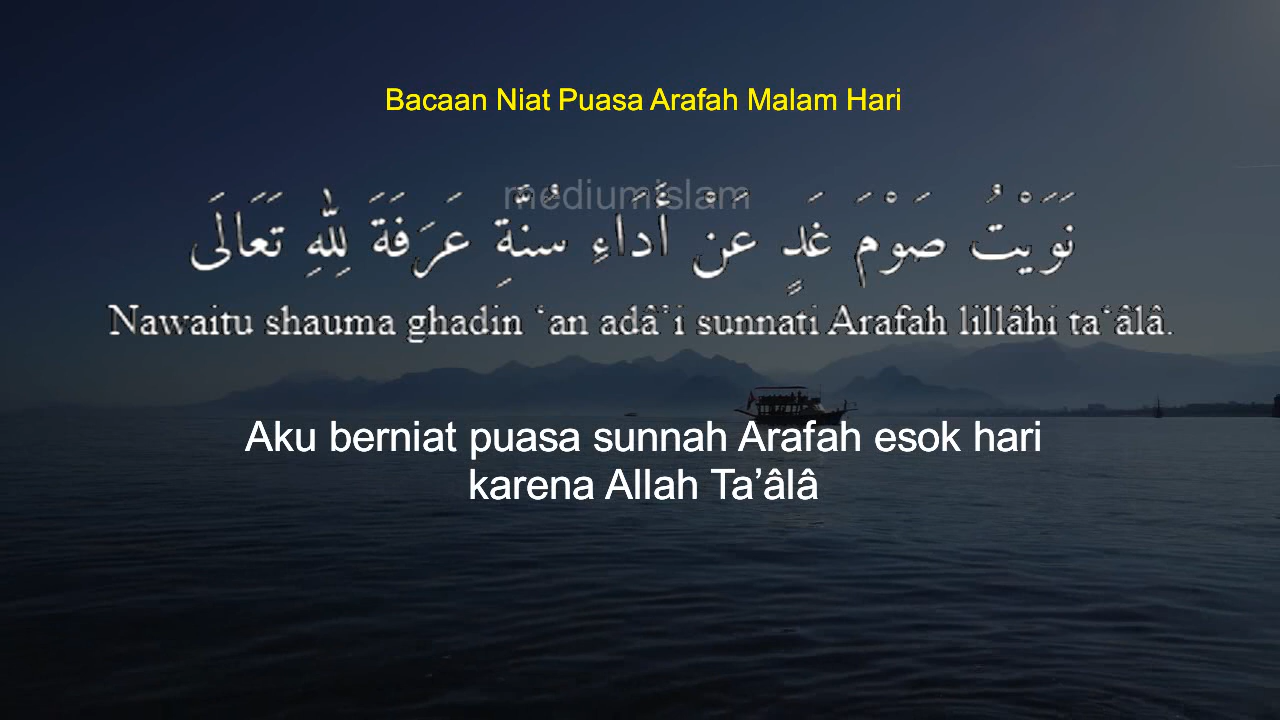 Bacaan Niat Puasa Arafah Malam Hari
mediumislam
نَوَيْتُ صَوْمَ غَدٍ عَنْ أَدَاءِ سُنَّةِ عَرَفَةَ لِلَّهِ تَعَالَى
Nawaitu shauma ghadin ‘an adâ’i sunnati Arafah lillâhi ta‘âlâ.
Aku berniat puasa sunnah Arafah esok hari
karena Allah Ta’âlâ